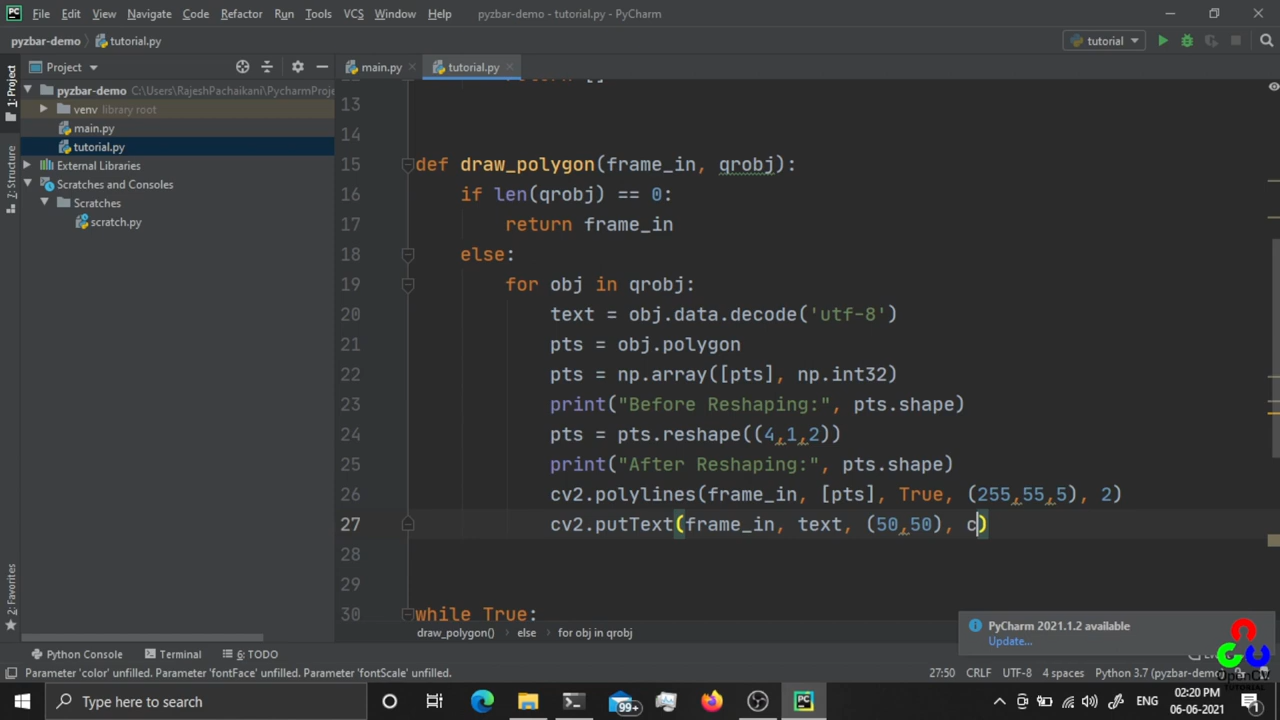 File Edit View Navigate Code Refactor Run Tools VCS Window Help pyzbar-demo - tutorial.py - PyCharm
pyzbar-demo tutorial.py tutorial
1: Project
Project
main.py tutorial.py
pyzbar-demo C:\Users\RajeshPachaikani\PycharmProje
venv library root
main.py
tutorial.py
External Libraries
Scratches and Consoles
Scratches
scratch.py
7: Structure
2: Favorites
13
14
15 def draw_polygon(frame_in, qrobj):
16 if len(qrobj) == 0:
17 return frame_in
18 else:
19 for obj in qrobj:
20 text = obj.data.decode('utf-8')
21 pts = obj.polygon
22 pts = np.array([pts], np.int32)
23 print("Before Reshaping:", pts.shape)
24 pts = pts.reshape((4,1,2))
25 print("After Reshaping:", pts.shape)
26 cv2.polylines(frame_in, [pts], True, (255,55,5), 2)
27 cv2.putText(frame_in, text, (50,50), c)
28
29
30 while True:
draw_polygon() else for obj in qrobj
PyCharm 2021.1.2 available
Update...
Python Console Terminal 6: TODO
Parameter 'color' unfilled. Parameter 'fontFace' unfilled. Parameter 'fontScale' unfilled. 27:50 CRLF UTF-8 4 spaces Python 3.7 (pyzbar-demo)
OpenCV
TUTORIAL
Type here to search 99+ ENG 02:20 PM
06-06-2021 1